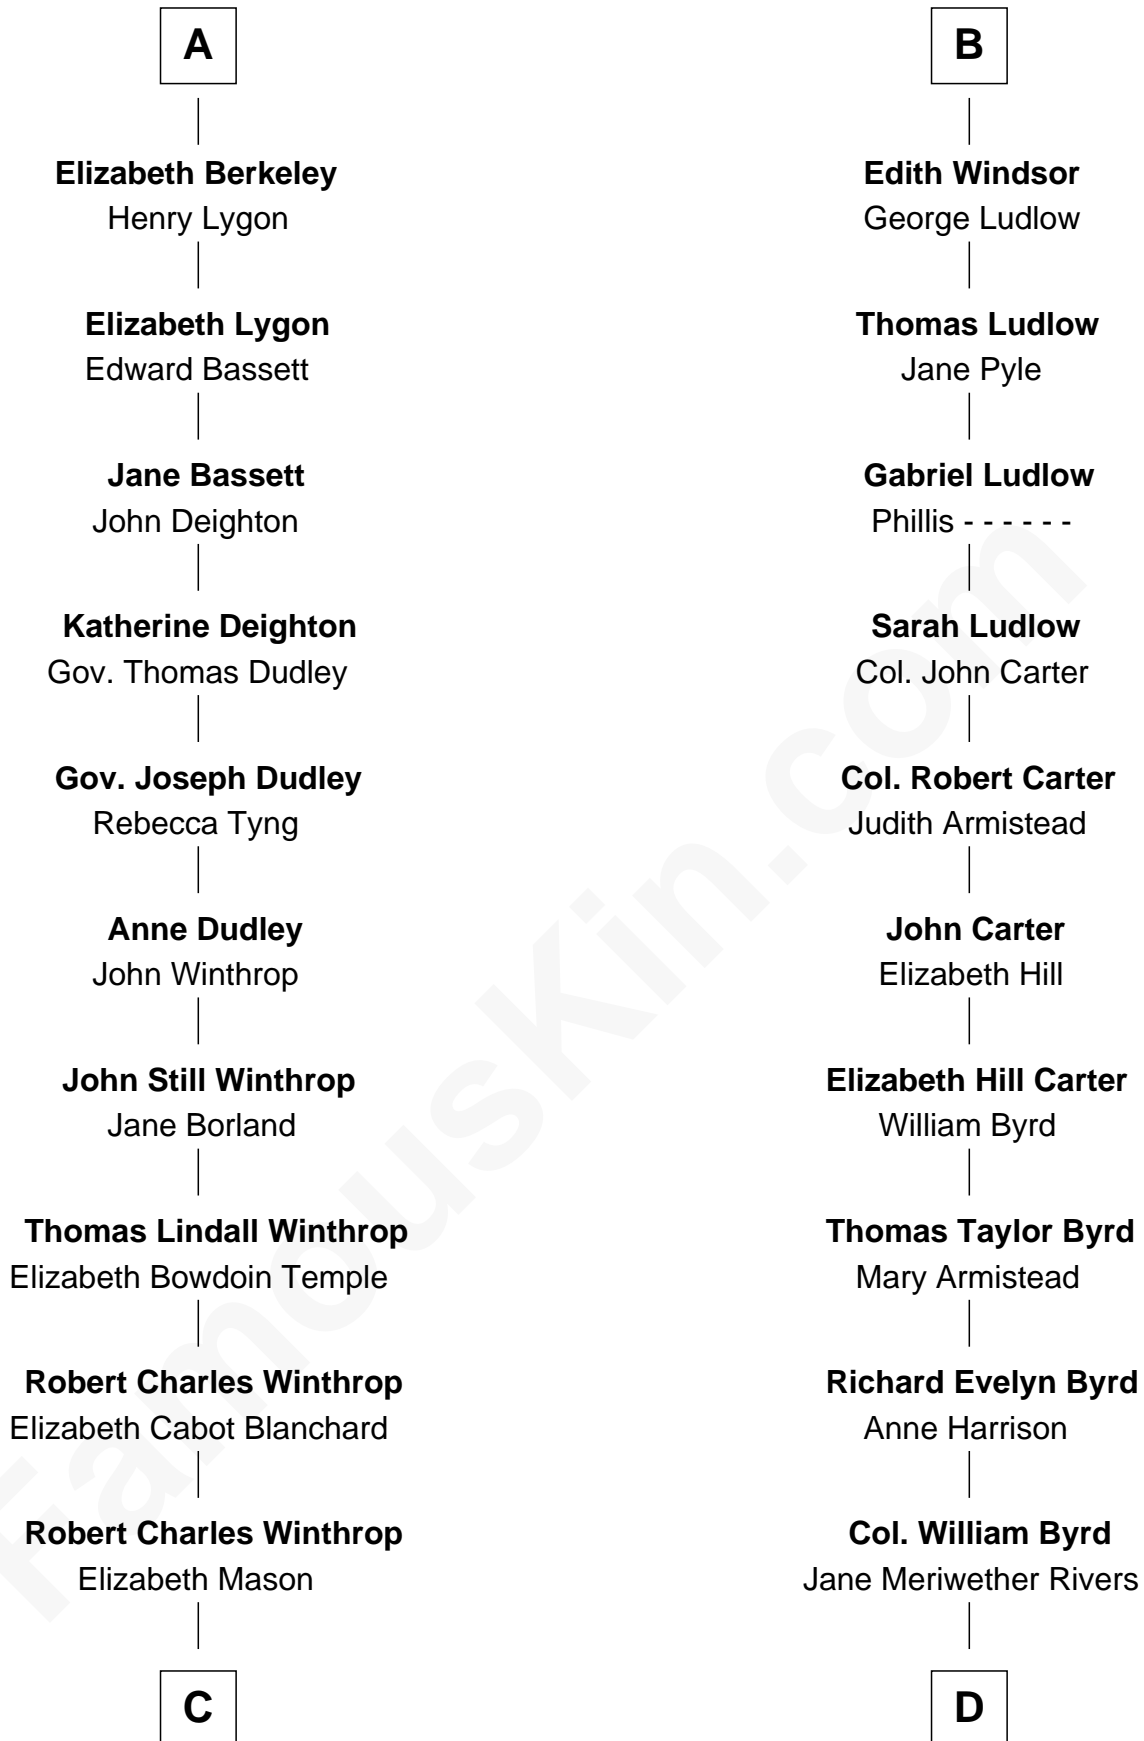 A
Elizabeth Berkeley
Henry Lygon
Elizabeth Lygon
Edward Bassett
Jane Bassett
John Deighton
Katherine Deighton
Gov. Thomas Dudley
Gov. Joseph Dudley
Rebecca Tyng
Anne Dudley
John Winthrop
John Still Winthrop
Jane Borland
Thomas Lindall Winthrop
Elizabeth Bowdoin Temple
Robert Charles Winthrop
Elizabeth Cabot Blanchard
Robert Charles Winthrop
Elizabeth Mason
C
B
Edith Windsor
George Ludlow
Thomas Ludlow
Jane Pyle
Gabriel Ludlow
Phillis - - - - - -
Sarah Ludlow
Col. John Carter
Col. Robert Carter
Judith Armistead
John Carter
Elizabeth Hill
Elizabeth Hill Carter
William Byrd
Thomas Taylor Byrd
Mary Armistead
Richard Evelyn Byrd
Anne Harrison
Col. William Byrd
Jane Meriwether Rivers
D
FamousKin.com